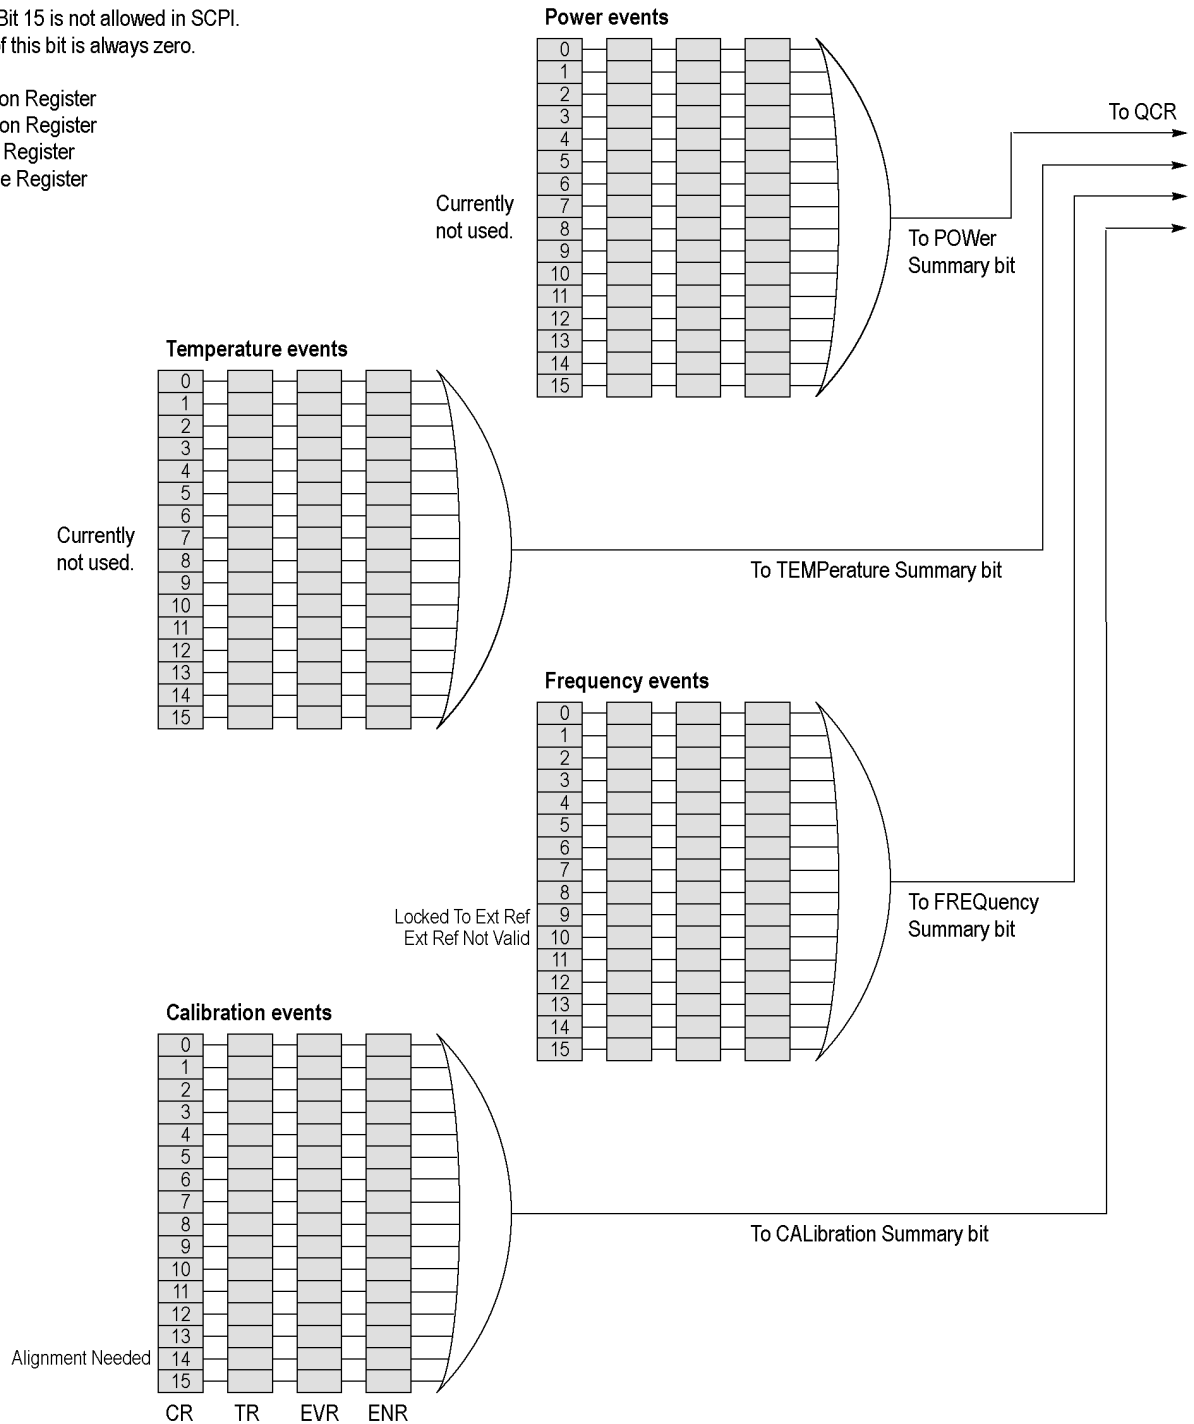 Bit 15 is not allowed in SCPI.
of this bit is always zero.
on Register
on Register
Register
e Register
Power events
0
1
2
3
4
5
6
7
8
9
10
11
12
13
14
15
Currently
not used.
To POWer
Summary bit
To QCR
Temperature events
0
1
2
3
4
5
6
7
8
9
10
11
12
13
14
15
Currently
not used.
To TEMPerature Summary bit
Frequency events
0
1
2
3
4
5
6
7
8
9
10
11
12
13
14
15
Locked To Ext Ref
Ext Ref Not Valid
To FREQuency
Summary bit
Calibration events
0
1
2
3
4
5
6
7
8
9
10
11
12
13
14
15
Alignment Needed
To CALibration Summary bit
CR TR EVR ENR